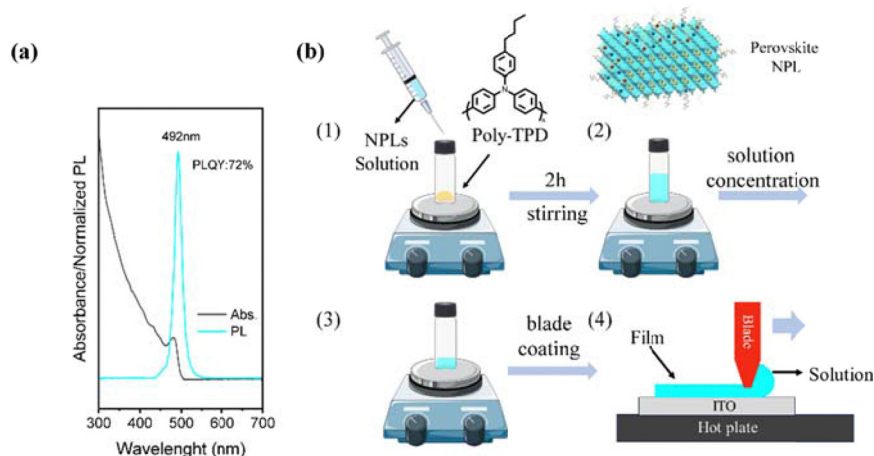 (a)
Absorbance/Normalized PL
492nm
PLQY:72%
Abs.
PL
300 400 500 600 700
Wavelenght (nm)
(b)
(1)
NPLs
Solution
N
n
Poly-TPD
2h
stirring
Perovskite
NPL
(2)
solution
concentration
(3)
blade
coating
(4)
Blade
Film
Solution
ITO
Hot plate